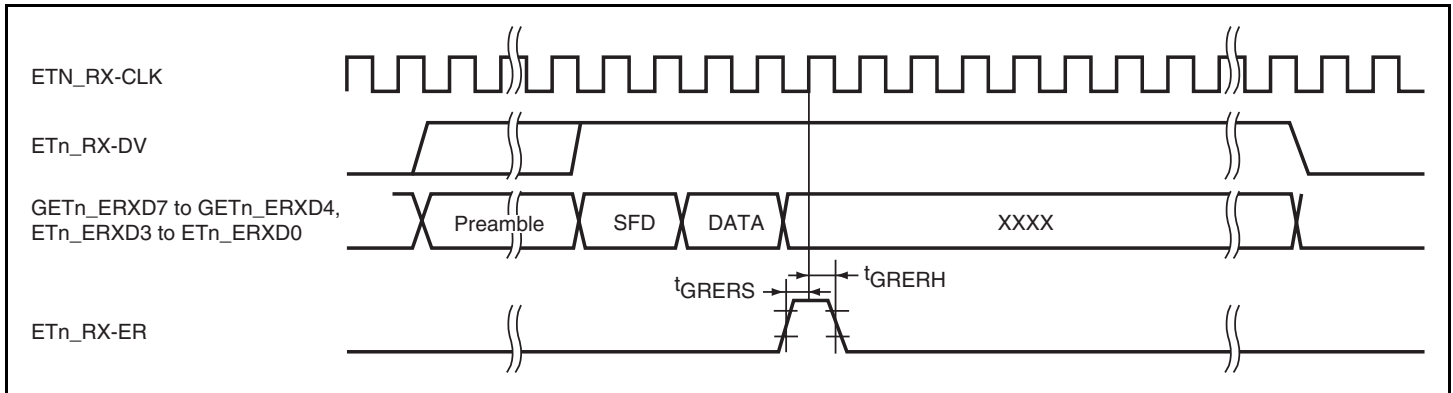 ETN_RX-CLK
ETn_RX-DV
GETn_ERXD7 to GETn_ERXD4,
ETn_ERXD3 to ETn_ERXD0
Preamble SFD DATA XXXX
tGRERS tGRERH
ETn_RX-ER